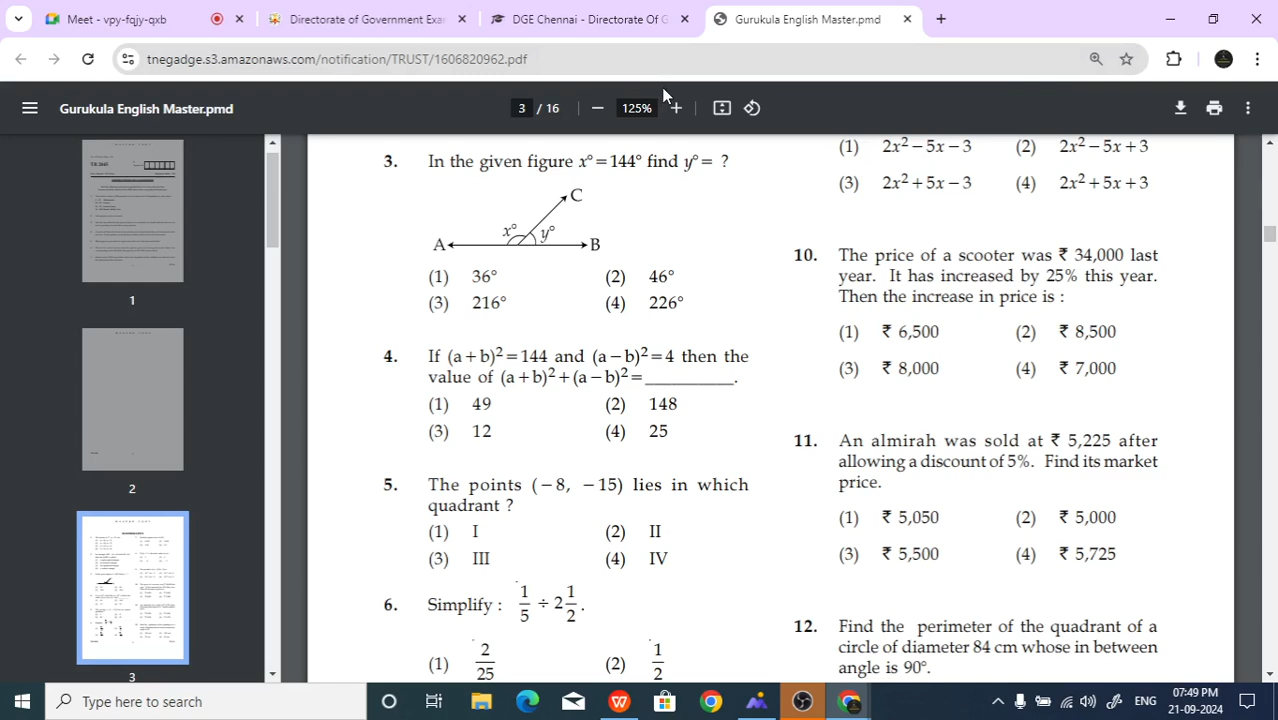 Meet - vpy-fqjy-qxb
Directorate of Government Exa
DGE Chennai - Directorate Of G
Gurukula English Master.pmd
tnegadge.s3.amazonaws.com/notification/TRUST/1606820962.pdf
Gurukula English Master.pmd
3 / 16
125%
1
2
3
3. In the given figure x°=144° find y°= ?
C
x°
y°
A
B
(1) 36° (2) 46°
(3) 216° (4) 226°
4. If (a+b)²=144 and (a−b)²=4 then the
value of (a+b)²+(a−b)²=__________.
(1) 49 (2) 148
(3) 12 (4) 25
5. The points (−8, −15) lies in which
quadrant ?
(1) I (2) II
(3) III (4) IV
6. Simplify : 1/5 ÷ 2 1/2 .
(1) 2/25 (2) 1/2
(1) 2x²−5x−3 (2) 2x²−5x+3
(3) 2x²+5x−3 (4) 2x²+5x+3
10. The price of a scooter was ₹ 34,000 last
year. It has increased by 25% this year.
Then the increase in price is :
(1) ₹ 6,500 (2) ₹ 8,500
(3) ₹ 8,000 (4) ₹ 7,000
11. An almirah was sold at ₹ 5,225 after
allowing a discount of 5%. Find its market
price.
(1) ₹ 5,050 (2) ₹ 5,000
(3) ₹ 5,500 (4) ₹ 5,725
12. Find the perimeter of the quadrant of a
circle of diameter 84 cm whose in between
angle is 90°.
Type here to search
ENG
07:49 PM
21-09-2024